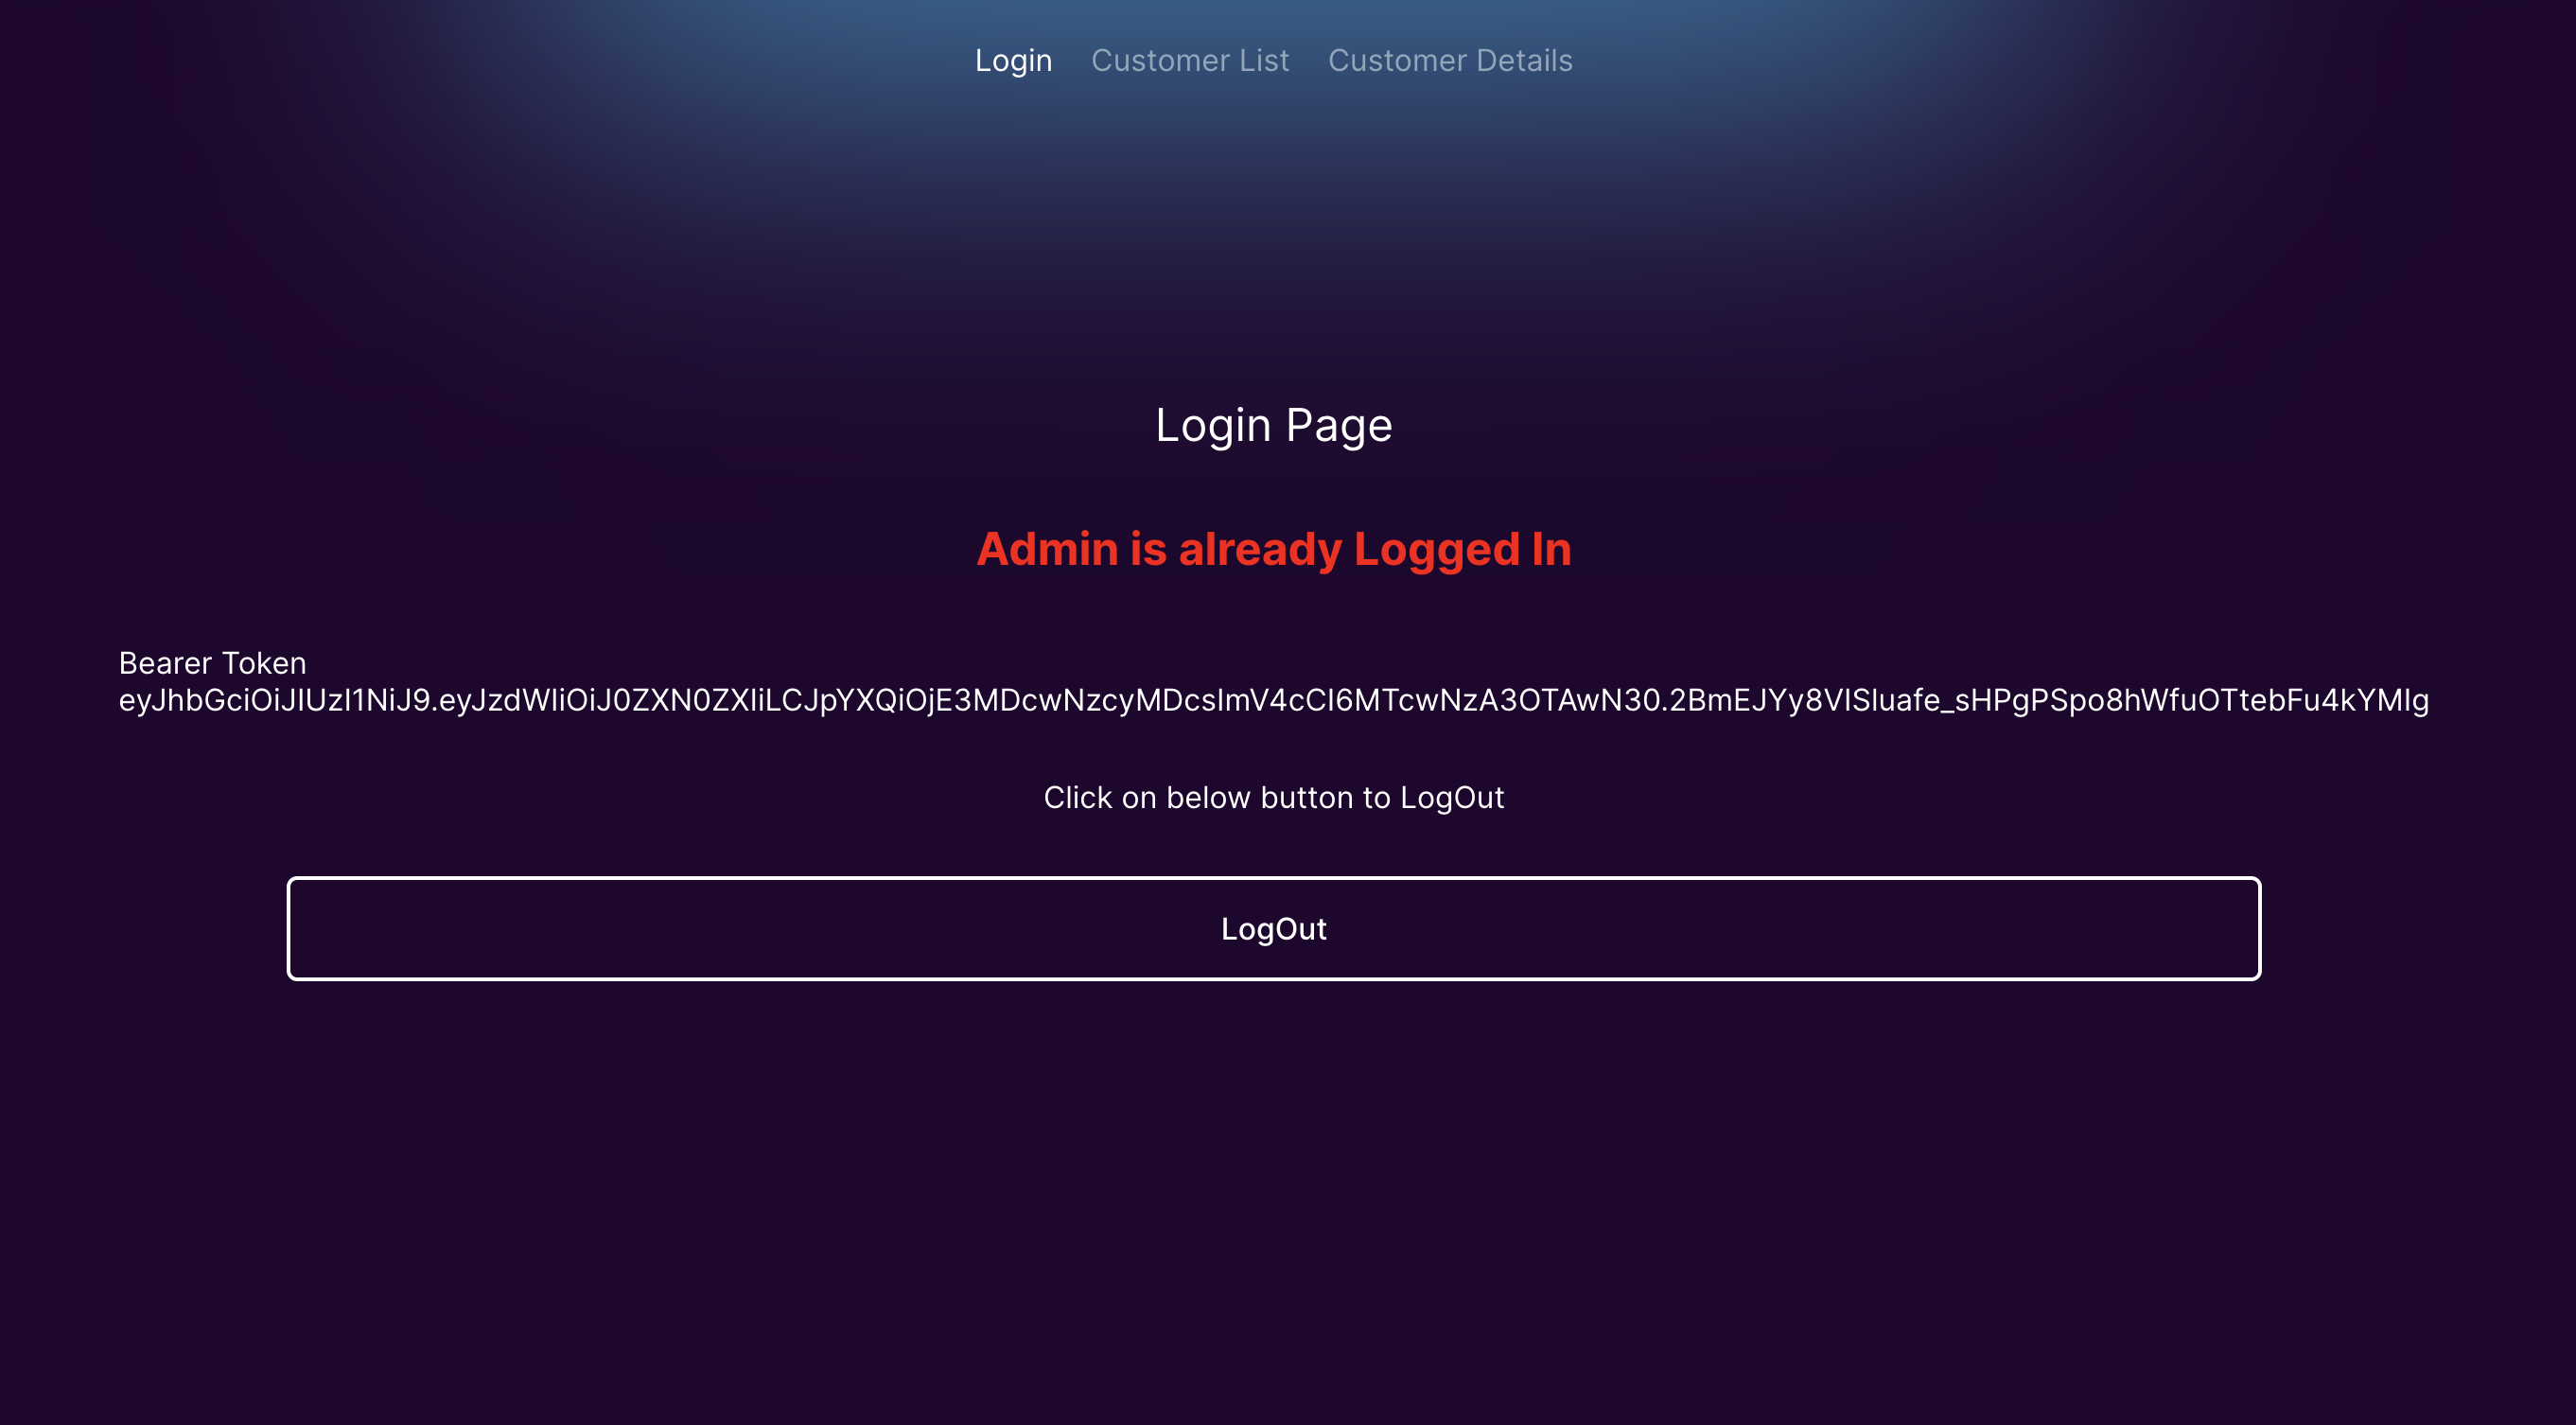 Login Customer List Customer Details
Login Page
Admin is already Logged In
Bearer Token
eyJhbGciOiJIUzI1NiJ9.eyJzdWIiOiJ0ZXN0ZXIiLCJpYXQiOjE3MDcwNzcyMDcsImV4cCI6MTcwNzA3OTAwN30.2BmEJYy8VISIuafe_sHPgPSpo8hWfuOTtebFu4kYMIg
Click on below button to LogOut
LogOut